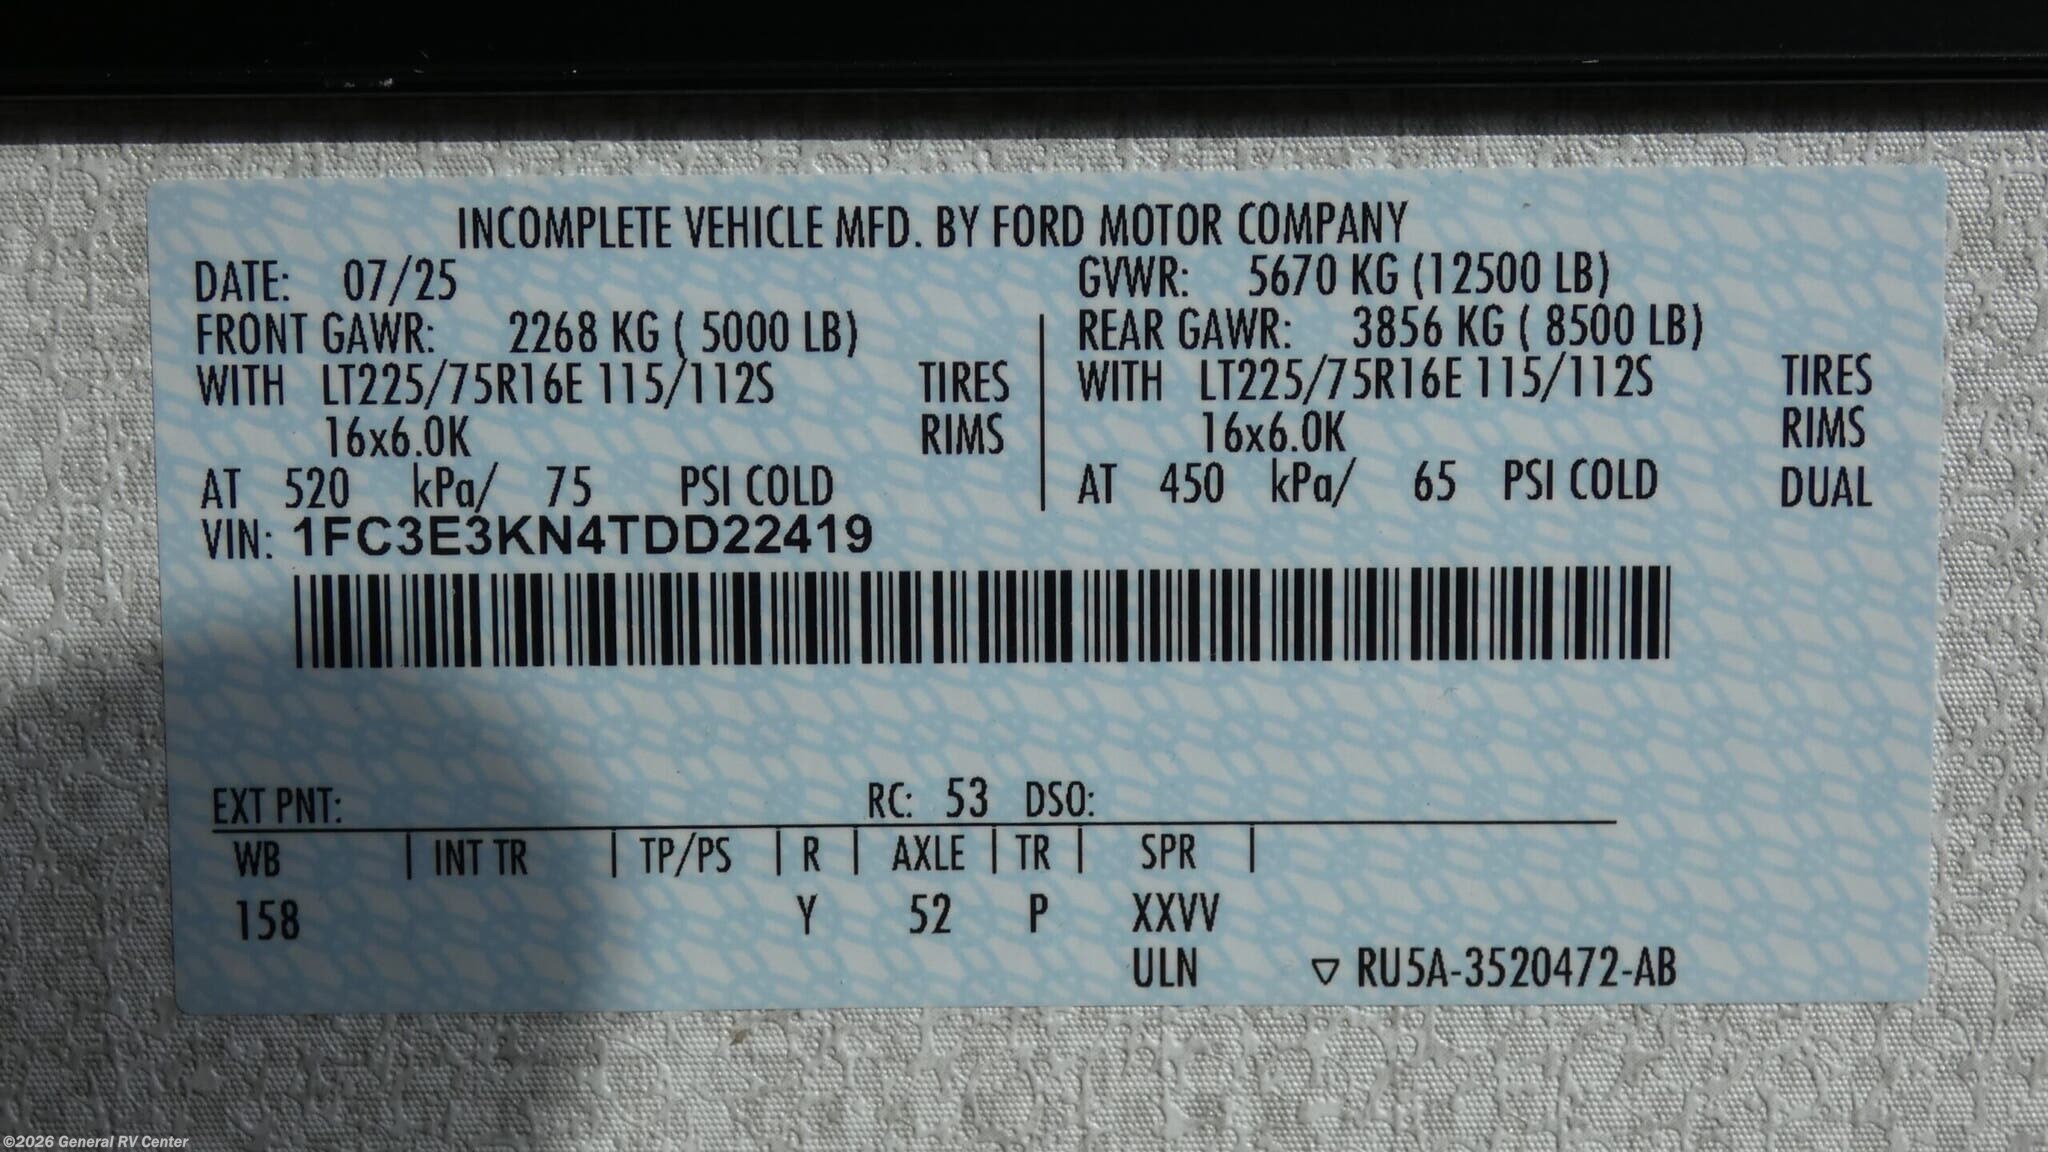 INCOMPLETE VEHICLE MFD. BY FORD MOTOR COMPANY
DATE: 07/25 GVWR: 5670 KG (12500 LB)
FRONT GAWR: 2268 KG ( 5000 LB) REAR GAWR: 3856 KG ( 8500 LB)
WITH LT225/75R16E 115/112S TIRES WITH LT225/75R16E 115/112S TIRES
16x6.0K RIMS 16x6.0K RIMS
AT 520 kPa/ 75 PSI COLD AT 450 kPa/ 65 PSI COLD DUAL
VIN: 1FC3E3KN4TDD22419
EXT PNT: RC: 53 DSO:
WB | INT TR | TP/PS | R | AXLE | TR | SPR |
158 Y 52 P XXVV
ULN ▽ RU5A-3520472-AB
©2026 General RV Center